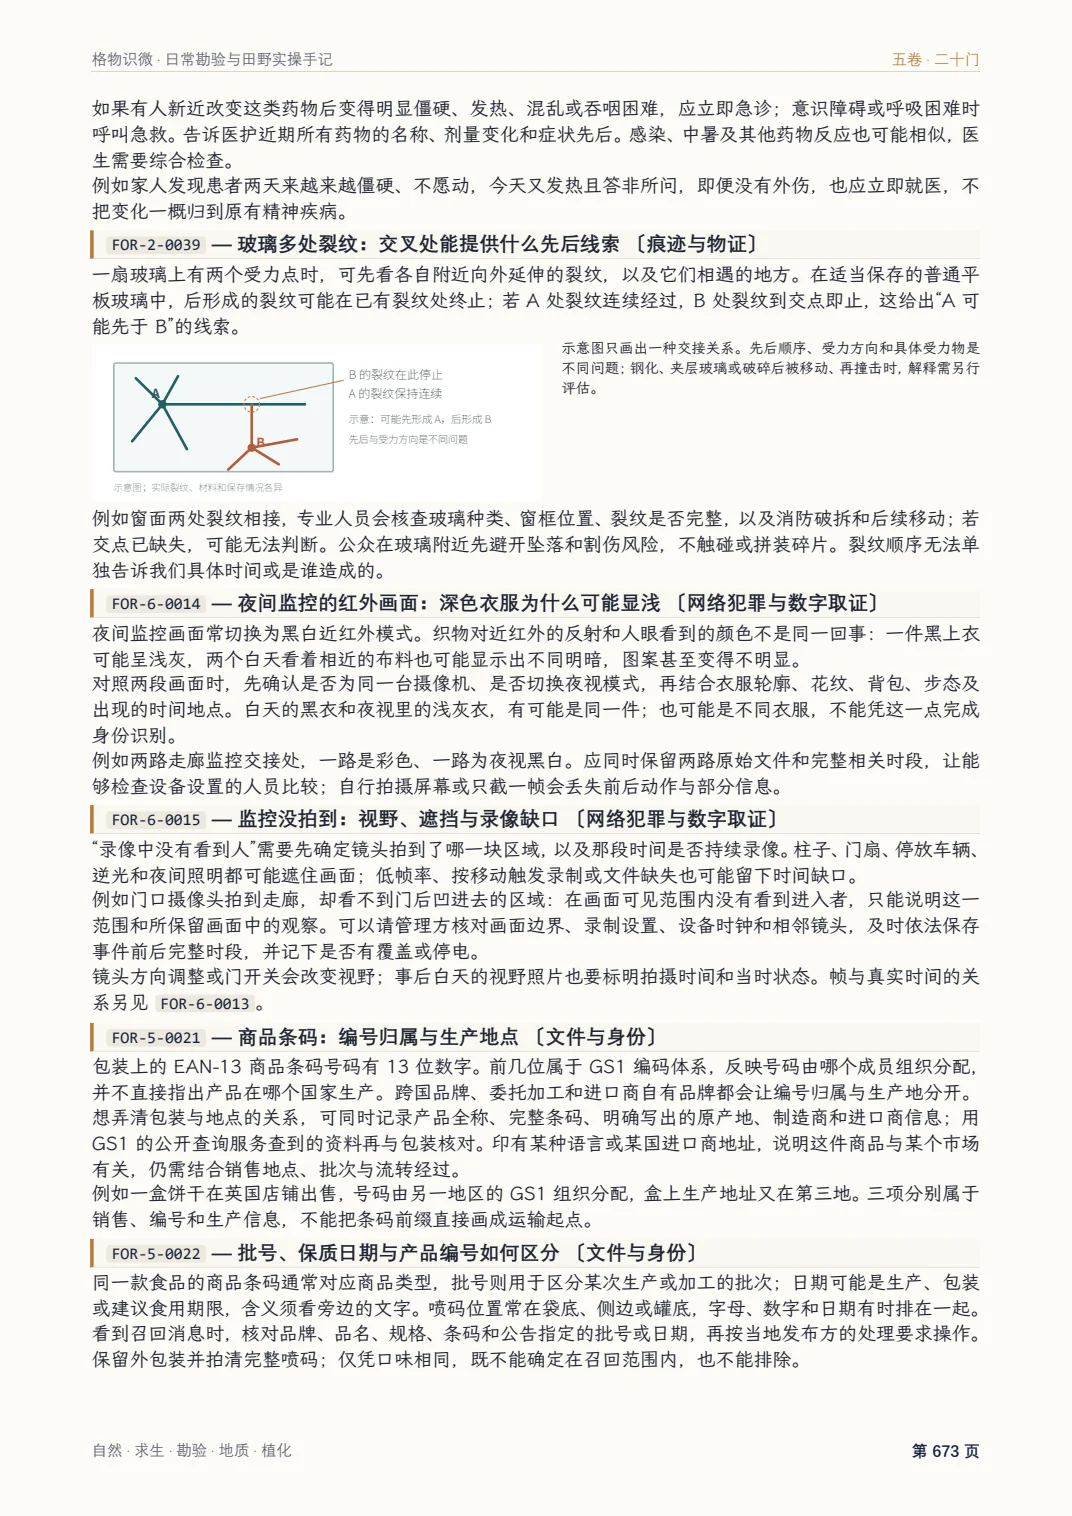 格物识微 · 日常勘验与田野实操手记
五卷 · 二十门
如果有人新近改变这类药物后变得明显僵硬、发热、混乱或吞咽困难，应立即急诊；意识障碍或呼吸困难时
呼叫急救。告诉医护近期所有药物的名称、剂量变化和症状先后。感染、中暑及其他药物反应也可能相似，医
生需要综合检查。
例如家人发现患者两天来越来越僵硬、不愿动，今天又发热且答非所问，即便没有外伤，也应立即就医，不
把变化一概归到原有精神疾病。
FOR-2-0039 — 玻璃多处裂纹：交叉处能提供什么先后线索 〔痕迹与物证〕
一扇玻璃上有两个受力点时，可先看各自附近向外延伸的裂纹，以及它们相遇的地方。在适当保存的普通平
板玻璃中，后形成的裂纹可能在已有裂纹处终止；若 A 处裂纹连续经过，B 处裂纹到交点即止，这给出“A 可
能先于 B”的线索。
A
B
B 的裂纹在此停止
A 的裂纹保持连续
示意：可能先形成 A，后形成 B
先后与受力方向是不同问题
示意图；实际裂纹、材料和保存情况各异
示意图只画出一种交接关系。先后顺序、受力方向和具体受力物是
不同问题；钢化、夹层玻璃或破碎后被移动、再撞击时，解释需另行
评估。
例如窗面两处裂纹相接，专业人员会核查玻璃种类、窗框位置、裂纹是否完整，以及消防破拆和后续移动；若
交点已缺失，可能无法判断。公众在玻璃附近先避开坠落和割伤风险，不触碰或拼装碎片。裂纹顺序无法单
独告诉我们具体时间或是谁造成的。
FOR-6-0014 — 夜间监控的红外画面：深色衣服为什么可能显浅 〔网络犯罪与数字取证〕
夜间监控画面常切换为黑白近红外模式。织物对近红外的反射和人眼看到的颜色不是同一回事：一件黑上衣
可能呈浅灰，两个白天看着相近的布料也可能显示出不同明暗，图案甚至变得不明显。
对照两段画面时，先确认是否为同一台摄像机、是否切换夜视模式，再结合衣服轮廓、花纹、背包、步态及
出现的时间地点。白天的黑衣和夜视里的浅灰衣，有可能是同一件；也可能是不同衣服，不能凭这一点完成
身份识别。
例如两路走廊监控交接处，一路是彩色、一路为夜视黑白。应同时保留两路原始文件和完整相关时段，让能
够检查设备设置的人员比较；自行拍摄屏幕或只截一帧会丢失前后动作与部分信息。
FOR-6-0015 — 监控没拍到：视野、遮挡与录像缺口 〔网络犯罪与数字取证〕
“录像中没有看到人”需要先确定镜头拍到了哪一块区域，以及那段时间是否持续录像。柱子、门扇、停放车辆、
逆光和夜间照明都可能遮住画面；低帧率、按移动触发录制或文件缺失也可能留下时间缺口。
例如门口摄像头拍到走廊，却看不到门后凹进去的区域：在画面可见范围内没有看到进入者，只能说明这一
范围和所保留画面中的观察。可以请管理方核对画面边界、录制设置、设备时钟和相邻镜头，及时依法保存
事件前后完整时段，并记下是否有覆盖或停电。
镜头方向调整或门开关会改变视野；事后白天的视野照片也要标明拍摄时间和当时状态。帧与真实时间的关
系另见 FOR-6-0013。
FOR-5-0021 — 商品条码：编号归属与生产地点 〔文件与身份〕
包装上的 EAN-13 商品条码号码有 13 位数字。前几位属于 GS1 编码体系，反映号码由哪个成员组织分配，
并不直接指出产品在哪个国家生产。跨国品牌、委托加工和进口商自有品牌都会让编号归属与生产地分开。
想弄清包装与地点的关系，可同时记录产品全称、完整条码、明确写出的原产地、制造商和进口商信息；用
GS1 的公开查询服务查到的资料再与包装核对。印有某种语言或某国进口商地址，说明这件商品与某个市场
有关，仍需结合销售地点、批次与流转经过。
例如一盒饼干在英国店铺出售，号码由另一地区的 GS1 组织分配，盒上生产地址又在第三地。三项分别属于
销售、编号和生产信息，不能把条码前缀直接画成运输起点。
FOR-5-0022 — 批号、保质日期与产品编号如何区分 〔文件与身份〕
同一款食品的商品条码通常对应商品类型，批号则用于区分某次生产或加工的批次；日期可能是生产、包装
或建议食用期限，含义须看旁边的文字。喷码位置常在袋底、侧边或罐底，字母、数字和日期有时排在一起。
看到召回消息时，核对品牌、品名、规格、条码和公告指定的批号或日期，再按当地发布方的处理要求操作。
保留外包装并拍清完整喷码；仅凭口味相同，既不能确定在召回范围内，也不能排除。
自然 · 求生 · 勘验 · 地质 · 植化
第 673 页